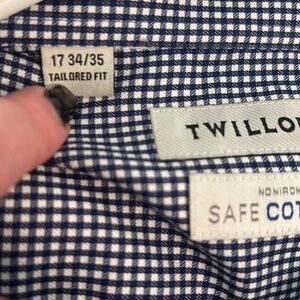 17 34/35
TAILORED FIT
TWILLO
NONIRON
SAFE COT